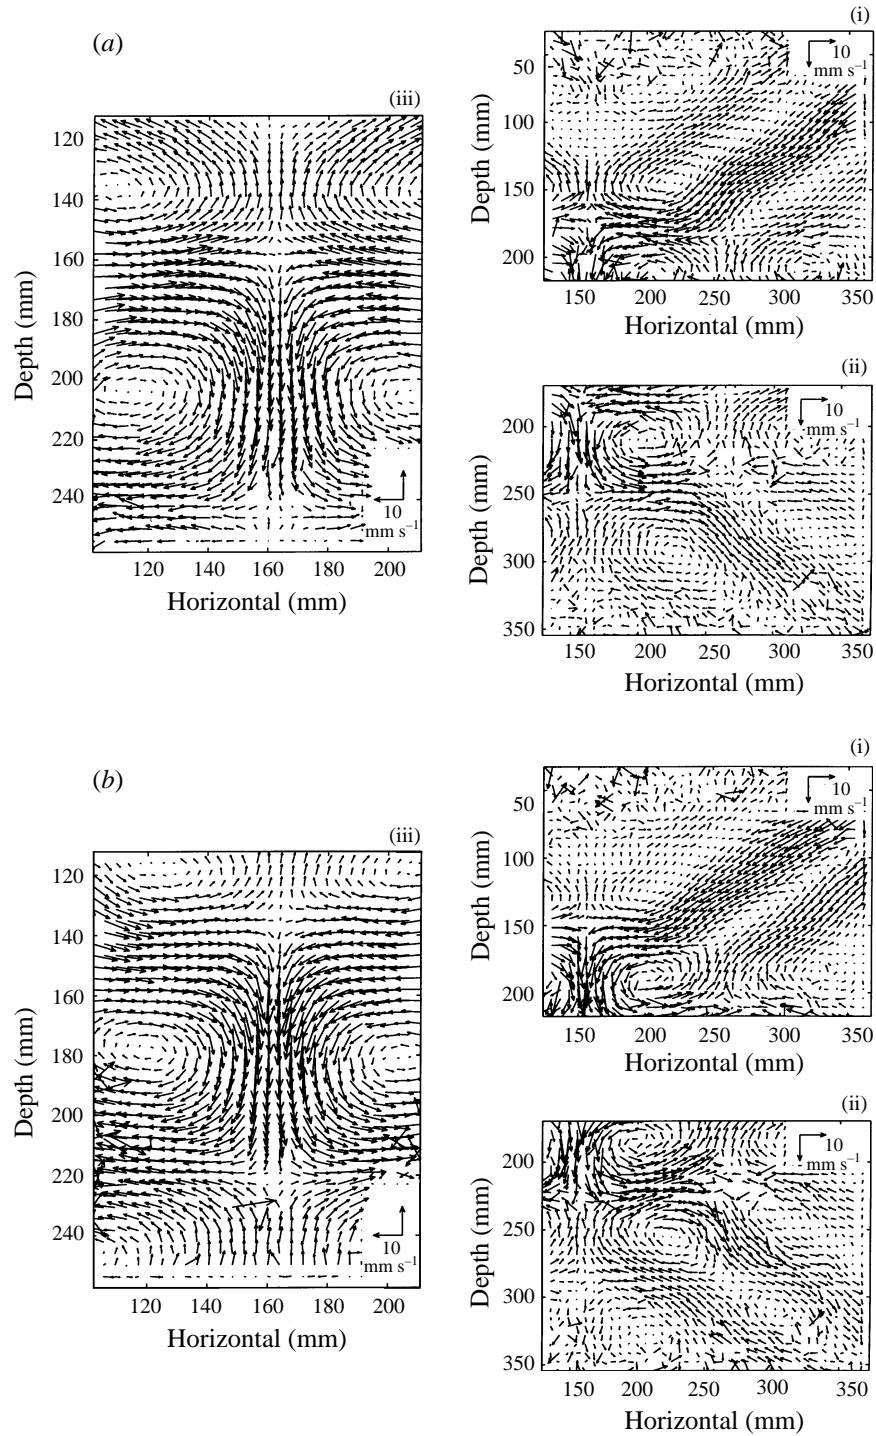 (a)
(iii)
120
140
160
180
200
220
240
Depth (mm)
10
mm s⁻¹
120 140 160 180 200
Horizontal (mm)
(i)
50
100
150
200
Depth (mm)
10
mm s⁻¹
150 200 250 300 350
Horizontal (mm)
(ii)
200
250
300
350
Depth (mm)
10
mm s⁻¹
150 200 250 300 350
Horizontal (mm)
(b)
(iii)
120
140
160
180
200
220
240
Depth (mm)
10
mm s⁻¹
120 140 160 180 200
Horizontal (mm)
(i)
50
100
150
200
Depth (mm)
10
mm s⁻¹
150 200 250 300 350
Horizontal (mm)
(ii)
200
250
300
350
Depth (mm)
10
mm s⁻¹
150 200 250 300 350
Horizontal (mm)